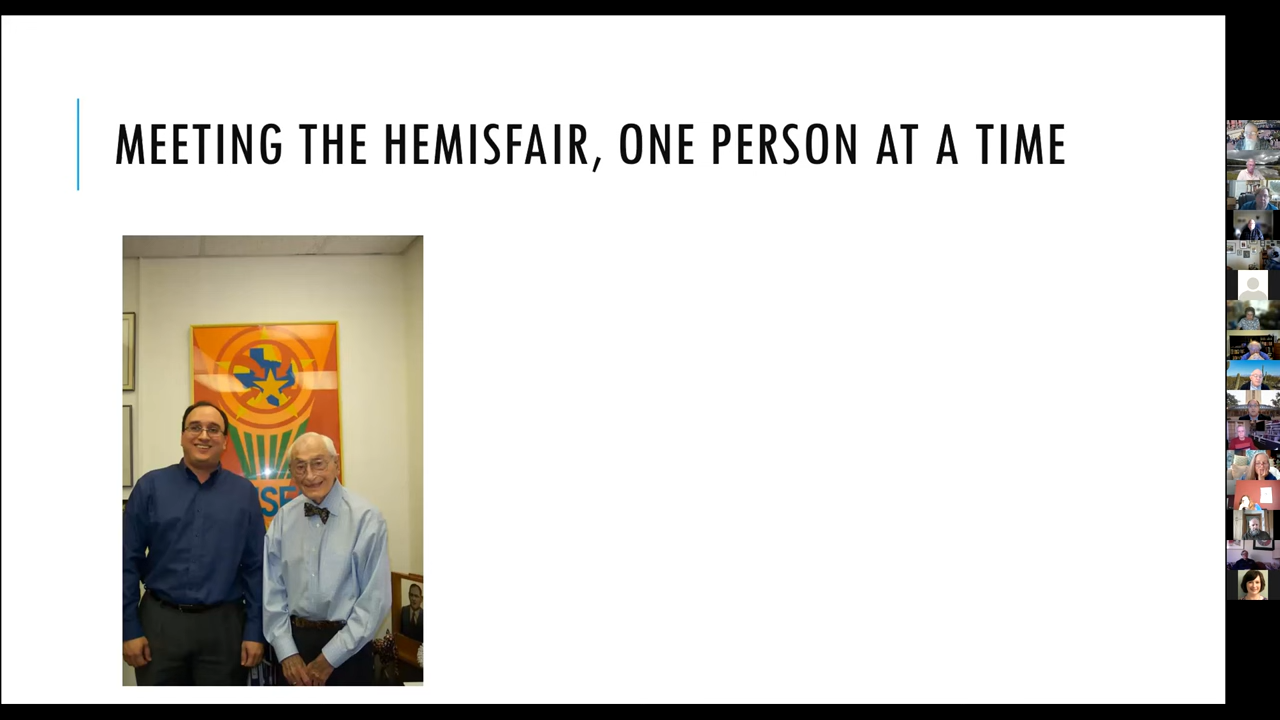 MEETING THE HEMISFAIR, ONE PERSON AT A TIME